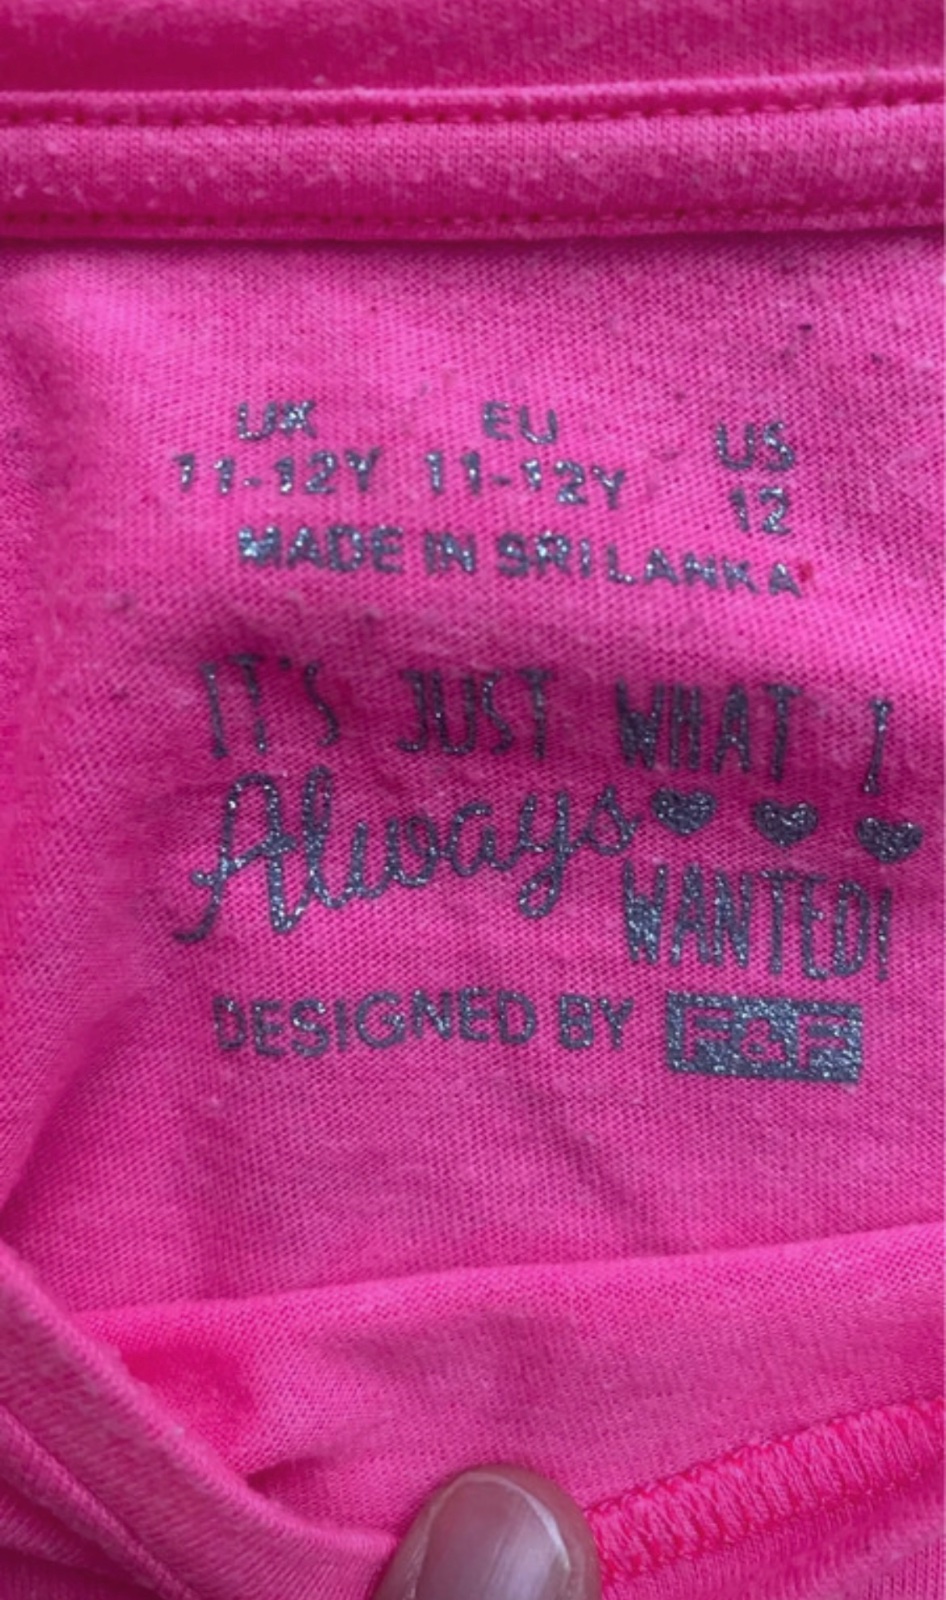 UK EU US
11-12Y 11-12Y 12
MADE IN SRI LANKA
IT'S JUST WHAT I
Always
WANTED!
DESIGNED BY F&F